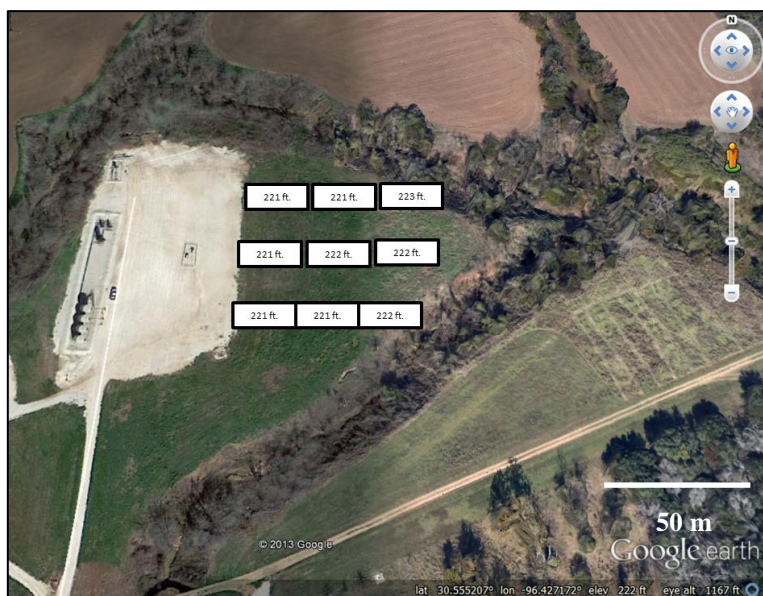 N
221 ft. 221 ft. 223 ft.
221 ft. 222 ft. 222 ft.
221 ft. 221 ft. 222 ft.
50 m
© 2013 Google
Google earth
lat 30.555207° lon -96.427172° elev 222 ft eye alt 1167 ft